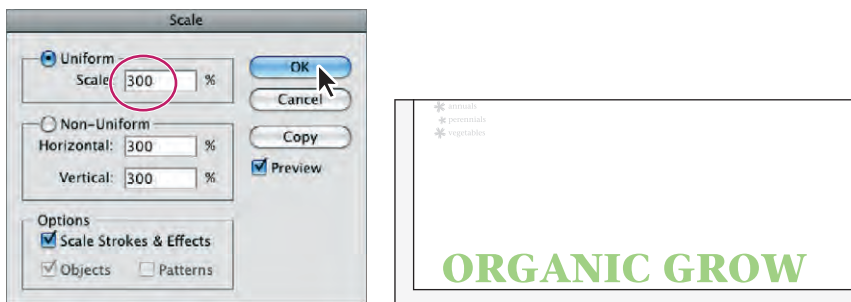 Scale
Uniform
Scale: 300 %
OK
Cancel
Non-Uniform
Horizontal: 300 %
Vertical: 300 %
Copy
Preview
Options
Scale Strokes & Effects
Objects Patterns
annuals
perennials
vegetables
ORGANIC GROW